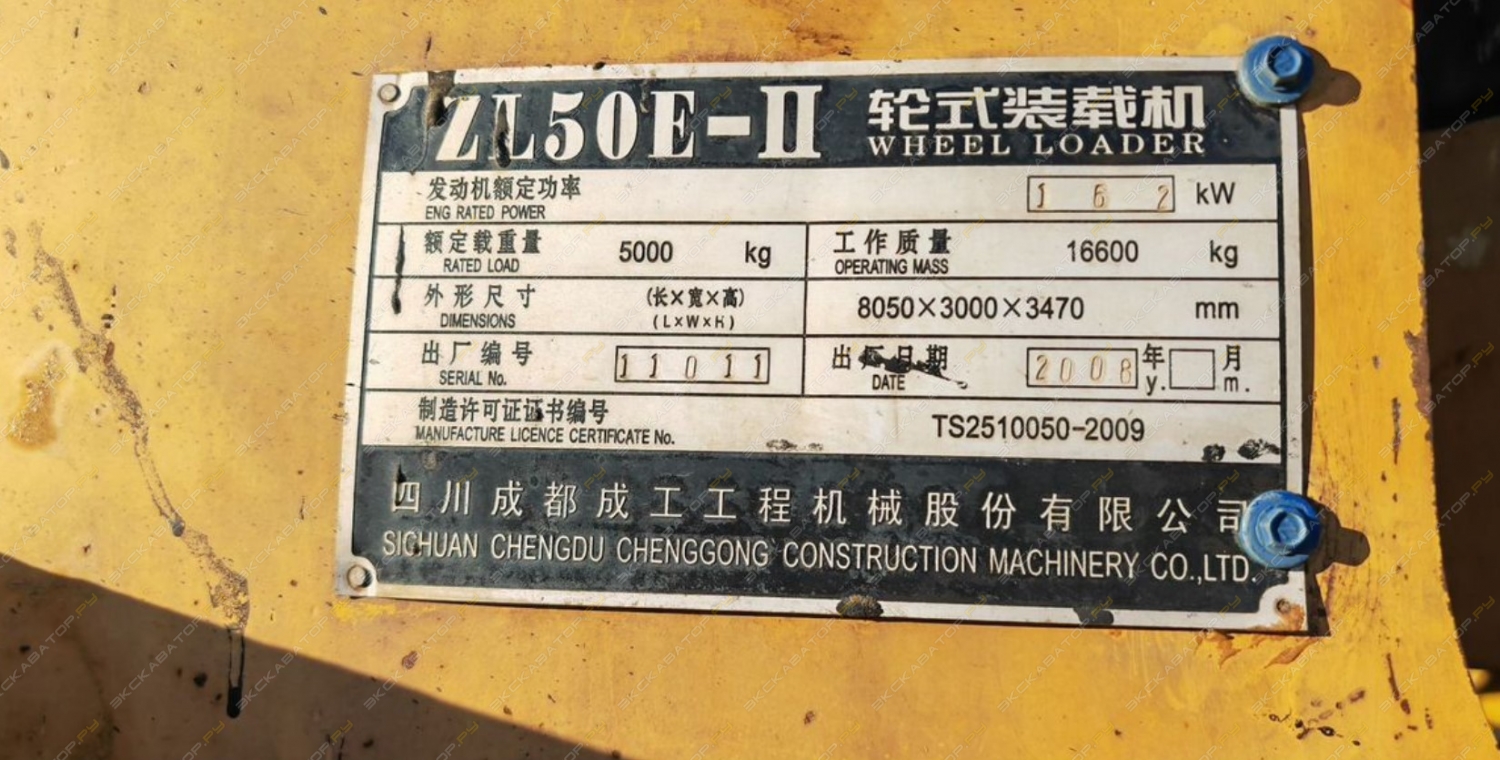 ZL50E-II 轮式装载机
WHEEL LOADER
发动机额定功率 162 kW
ENG RATED POWER
额定载重量 5000 kg 工作质量 16600 kg
RATED LOAD OPERATING MASS
外形尺寸 (长×宽×高) 8050×3000×3470 mm
DIMENSIONS (L×W×H)
出厂编号 11011 出厂日期 2008 年 月
SERIAL No. DATE y. m.
制造许可证证书编号 TS2510050-2009
MANUFACTURE LICENCE CERTIFICATE No.
四川成都成工工程机械股份有限公司
SICHUAN CHENGDU CHENGGONG CONSTRUCTION MACHINERY CO.,LTD.
ЭКСКАВАТОР.РУ